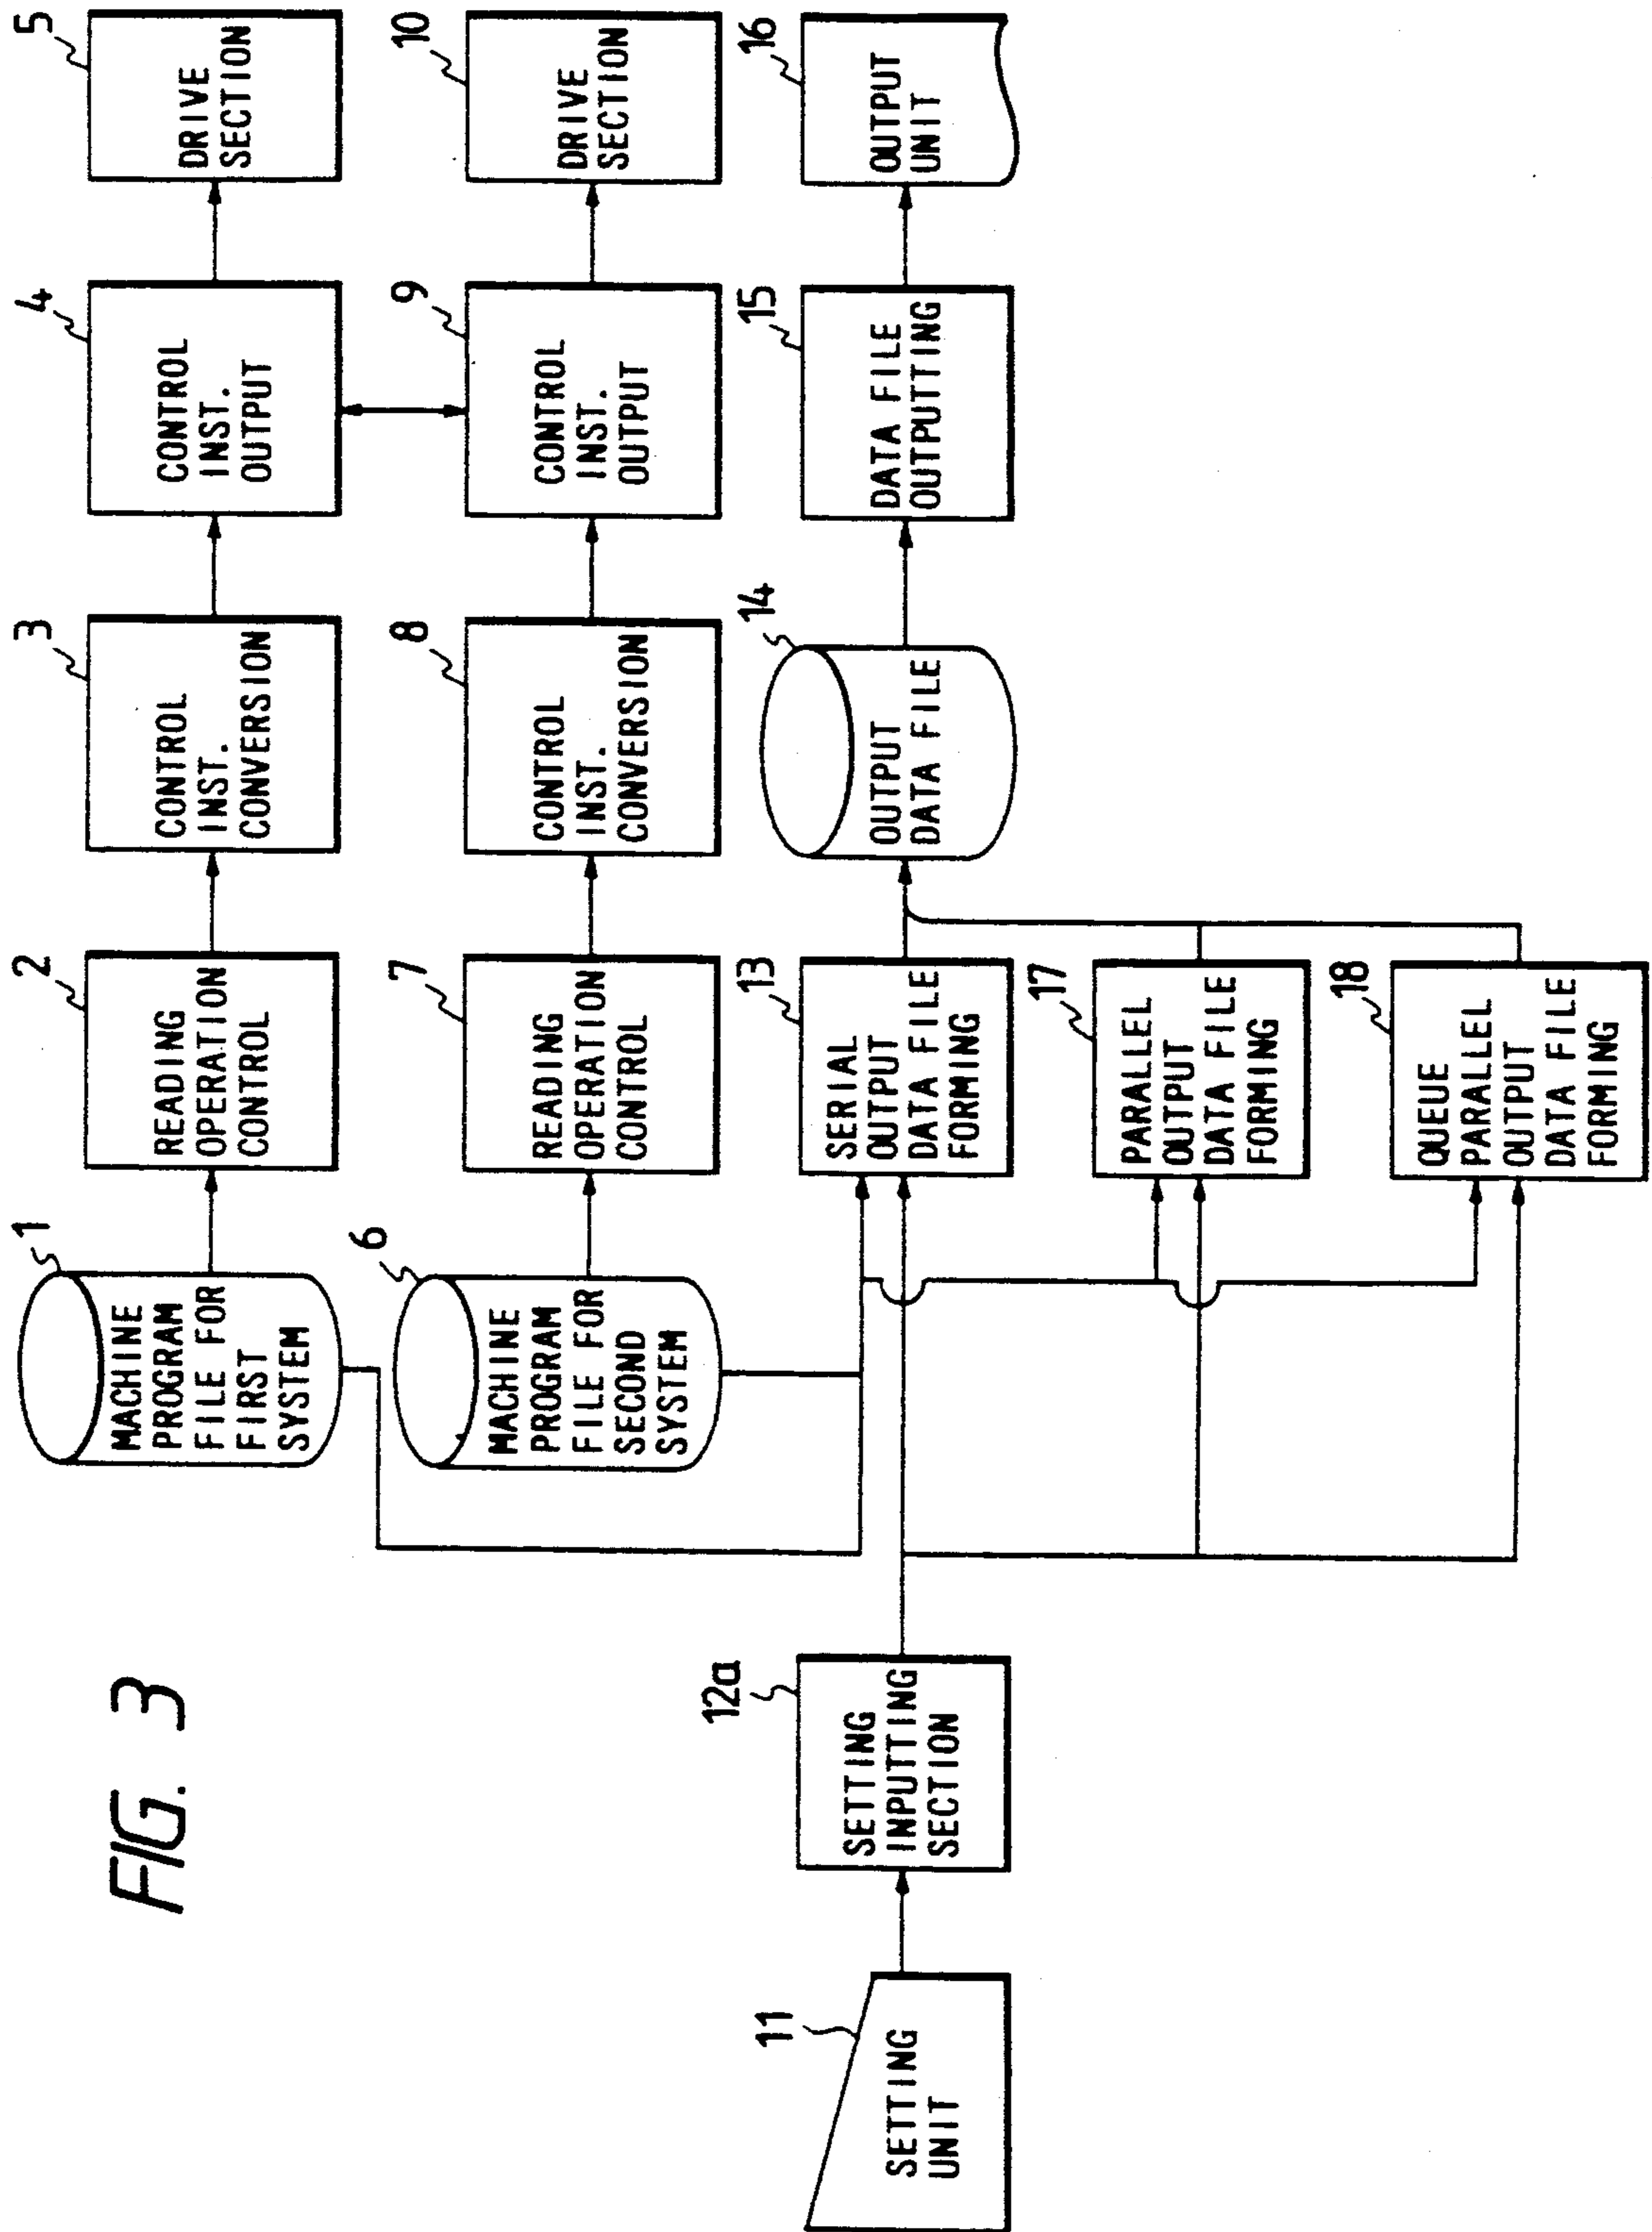 FIG. 3
1
MACHINE
PROGRAM
FILE FOR
FIRST
SYSTEM
2
READING
OPERATION
CONTROL
3
CONTROL
INST.
CONVERSION
4
CONTROL
INST.
OUTPUT
5
DRIVE
SECTION
6
MACHINE
PROGRAM
FILE FOR
SECOND
SYSTEM
7
READING
OPERATION
CONTROL
8
CONTROL
INST.
CONVERSION
9
CONTROL
INST.
OUTPUT
10
DRIVE
SECTION
11
SETTING
UNIT
12a
SETTING
INPUTTING
SECTION
13
SERIAL
OUTPUT
DATA FILE
FORMING
14
OUTPUT
DATA FILE
15
DATA FILE
OUTPUTTING
16
OUTPUT
UNIT
17
PARALLEL
OUTPUT
DATA FILE
FORMING
18
QUEUE
PARALLEL
OUTPUT
DATA FILE
FORMING